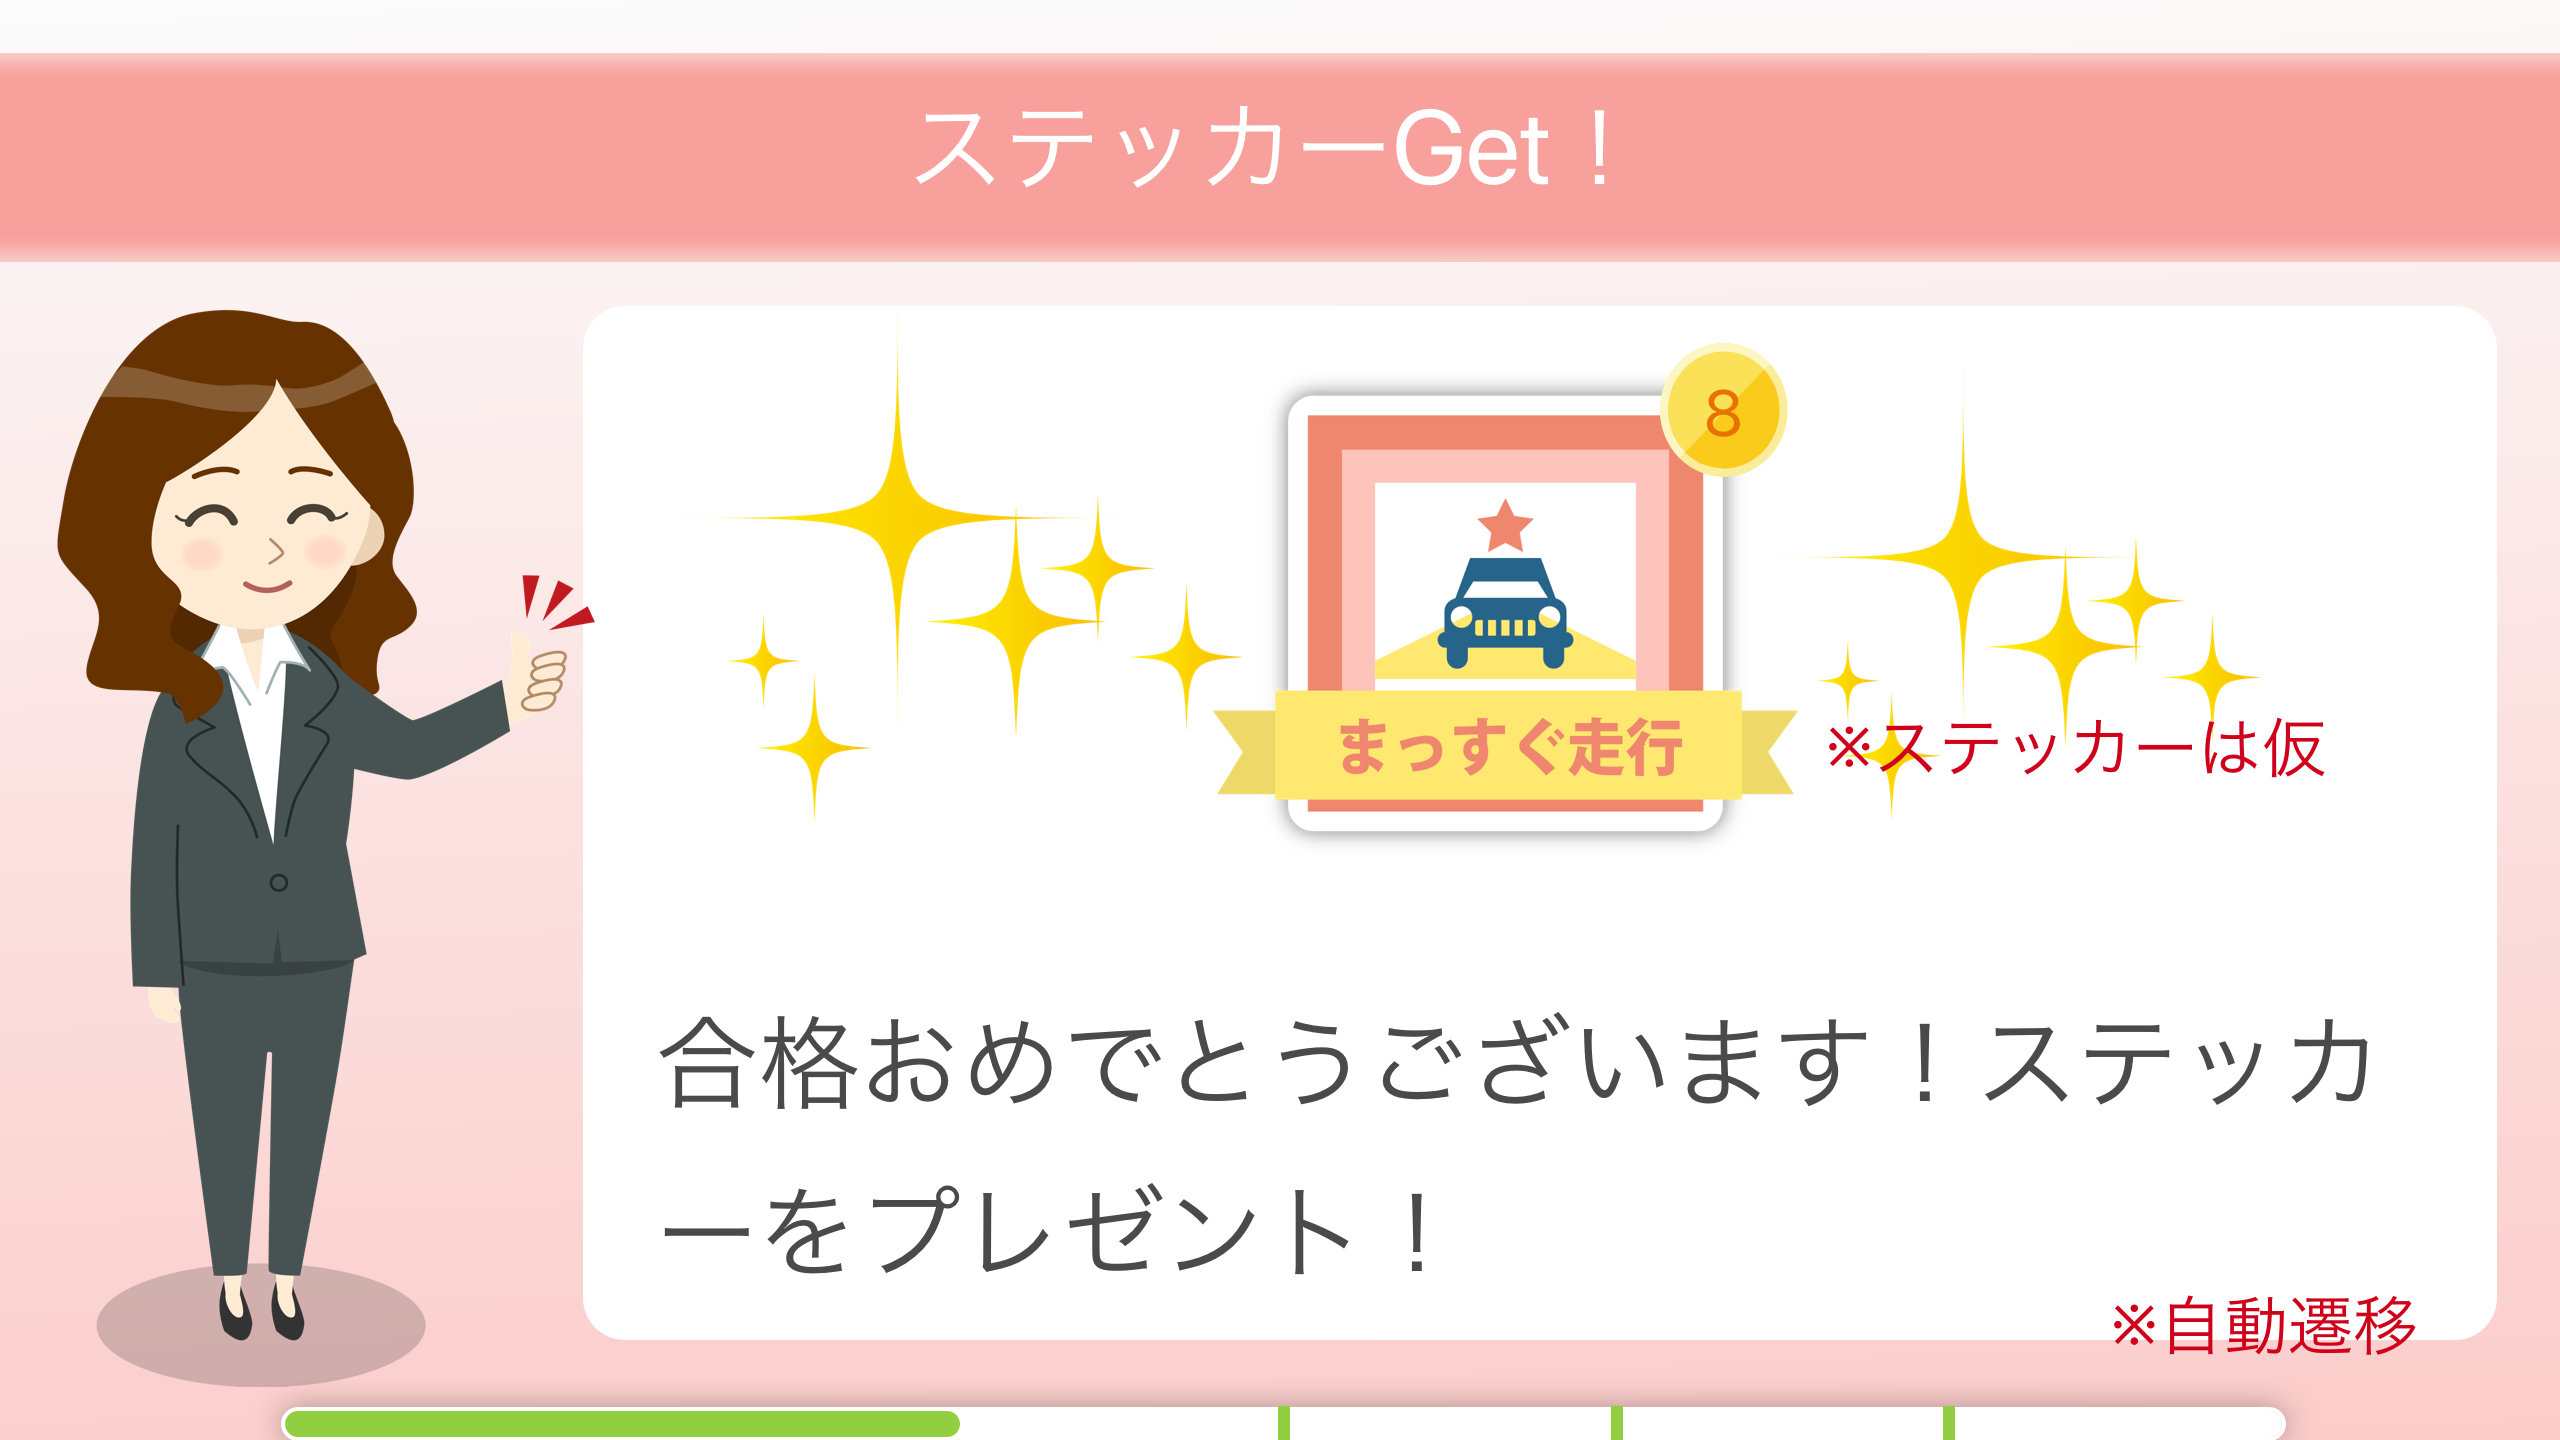 ステッカーGet！
8
まっすぐ走行
※ステッカーは仮
合格おめでとうございます！ステッカ
ーをプレゼント！
※自動遷移